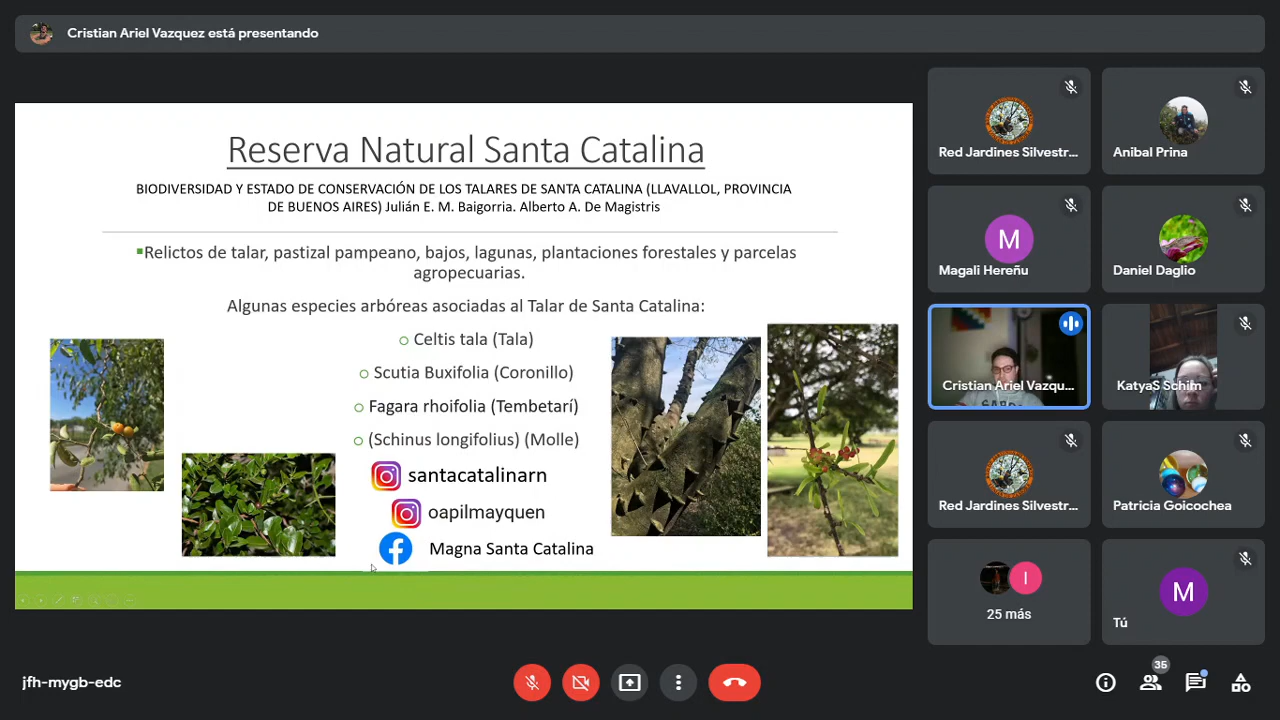 Cristian Ariel Vazquez está presentando
Reserva Natural Santa Catalina
BIODIVERSIDAD Y ESTADO DE CONSERVACIÓN DE LOS TALARES DE SANTA CATALINA (LLAVALLOL, PROVINCIA
DE BUENOS AIRES) Julián E. M. Baigorria. Alberto A. De Magistris
Relictos de talar, pastizal pampeano, bajos, lagunas, plantaciones forestales y parcelas
agropecuarias.
Algunas especies arbóreas asociadas al Talar de Santa Catalina:
Celtis tala (Tala)
Scutia Buxifolia (Coronillo)
Fagara rhoifolia (Tembetarí)
(Schinus longifolius) (Molle)
santacatalinarn
oapilmayquen
Magna Santa Catalina
Red Jardines Silvestr...
Anibal Prina
M
Magali Hereñu
Daniel Daglio
Cristian Ariel Vazqu...
KatyaS Schim
Red Jardines Silvestr...
Patricia Goicochea
I
25 más
M
Tú
jfh-mygb-edc
35